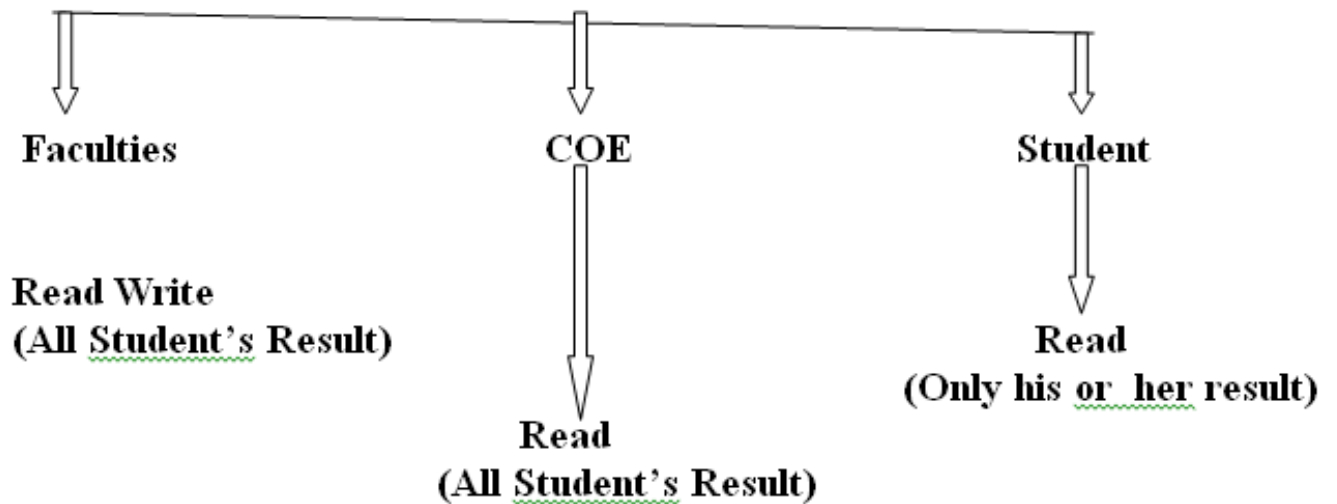 Faculties
COE
Student
Read Write
(All Student’s Result)
Read
(All Student’s Result)
Read
(Only his or  her result)